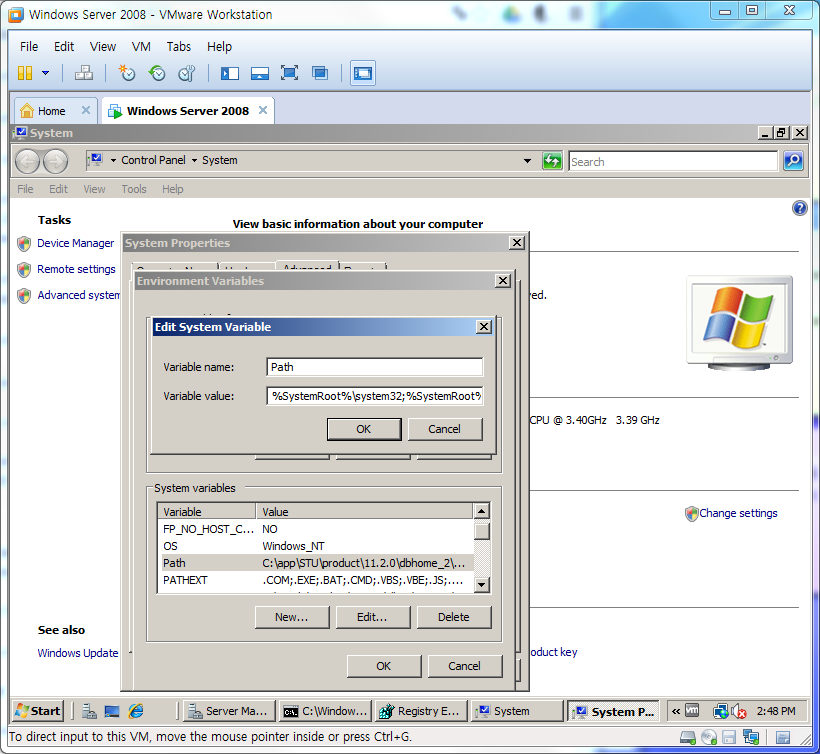 Windows Server 2008 - VMware Workstation
File Edit View VM Tabs Help
Home Windows Server 2008
System
Control Panel System Search
File Edit View Tools Help
Tasks
View basic information about your computer
Device Manager
Remote settings
Advanced system
System Properties
Advanced
Environment Variables
ed.
Edit System Variable
Variable name: Path
Variable value: %SystemRoot%\system32;%SystemRoot%
OK Cancel
CPU @ 3.40GHz 3.39 GHz
System variables
Variable Value
FP_NO_HOST_C... NO
OS Windows_NT
Path C:\app\STU\product\11.2.0\dbhome_2\...
PATHEXT .COM;.EXE;.BAT;.CMD;.VBS;.VBE;.JS;....
New... Edit... Delete
Change settings
OK Cancel
See also
Windows Update
oduct key
Start Server Ma... C:\Window... Registry E... System System P... « 2:48 PM
To direct input to this VM, move the mouse pointer inside or press Ctrl+G.